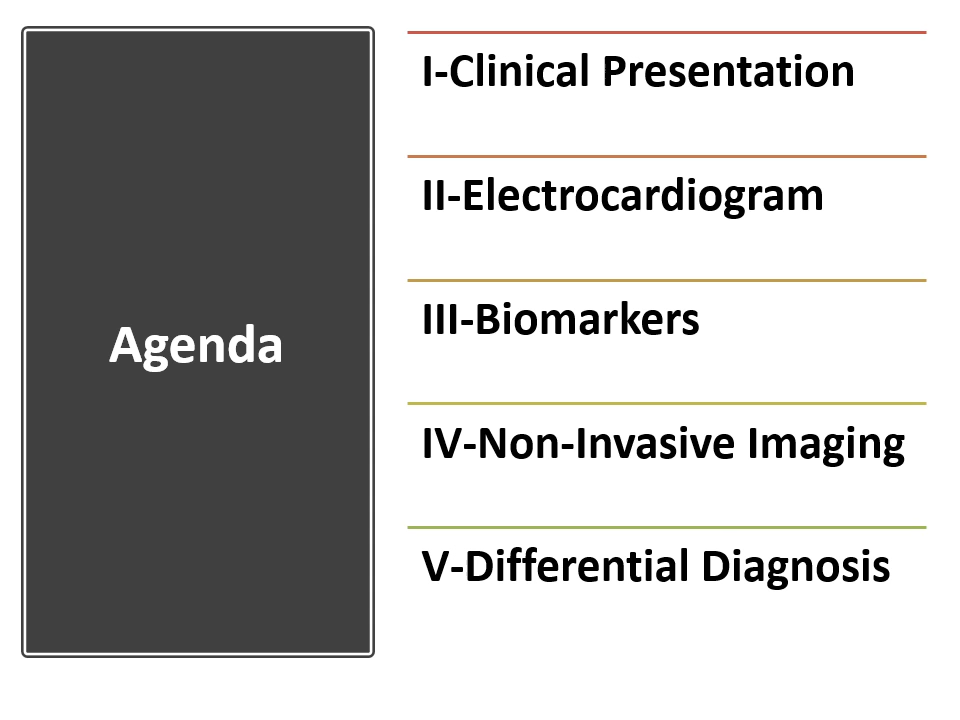 Agenda
I-Clinical Presentation
II-Electrocardiogram
III-Biomarkers
IV-Non-Invasive Imaging
V-Differential Diagnosis